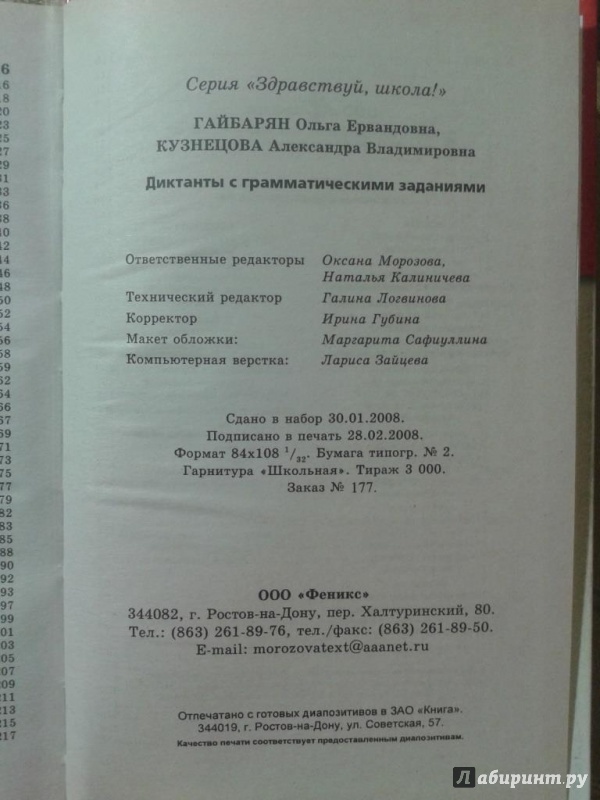 Серия «Здравствуй, школа!»
ГАЙБАРЯН Ольга Ервандовна,
КУЗНЕЦОВА Александра Владимировна
Диктанты с грамматическими заданиями
Ответственные редакторы Оксана Морозова,
Наталья Калиничева
Технический редактор Галина Логвинова
Корректор Ирина Губина
Макет обложки: Маргарита Сафиуллина
Компьютерная верстка: Лариса Зайцева
Сдано в набор 30.01.2008.
Подписано в печать 28.02.2008.
Формат 84x108 1/32. Бумага типогр. № 2.
Гарнитура «Школьная». Тираж 3 000.
Заказ № 177.
ООО «Феникс»
344082, г. Ростов-на-Дону, пер. Халтуринский, 80.
Тел.: (863) 261-89-76, тел./факс: (863) 261-89-50.
E-mail: morozovatext@aaanet.ru
Отпечатано с готовых диапозитивов в ЗАО «Книга».
344019, г. Ростов-на-Дону, ул. Советская, 57.
Качество печати соответствует предоставленным диапозитивам.
Лабиринт.ру